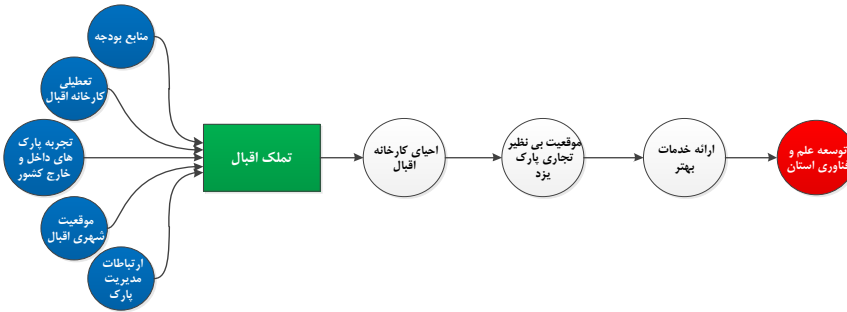 منابع بودجه
تعطیلی
کارخانه اقبال
تجربه پارک
های داخل و
خارج کشور
موقعیت
شهری اقبال
ارتباطات
مدیریت
پارک
تملک اقبال
احیای کارخانه
اقبال
موقعیت بی نظیر
تجاری پارک
یزد
ارائه خدمات
بهتر
توسعه علم و
فناوری استان